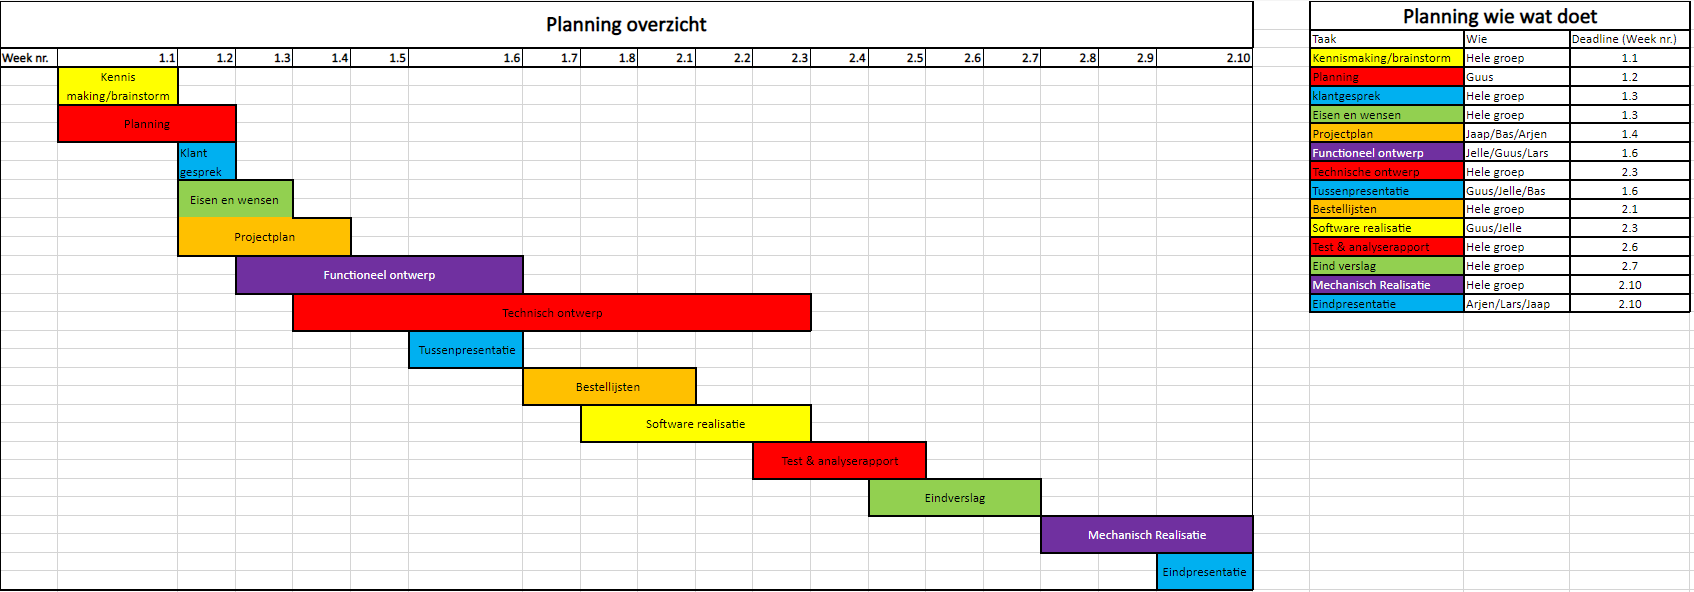 Planning overzicht
Week nr. 1.1 1.2 1.3 1.4 1.5 1.6 1.7 1.8 2.1 2.2 2.3 2.4 2.5 2.6 2.7 2.8 2.9 2.10
Kennis
making/brainstorm
Planning
Klant
gesprek
Eisen en wensen
Projectplan
Functioneel ontwerp
Technisch ontwerp
Tussenpresentatie
Bestellijsten
Software realisatie
Test & analyserapport
Eindverslag
Mechanisch Realisatie
Eindpresentatie
Planning wie wat doet
Taak Wie Deadline (Week nr.)
Kennismaking/brainstorm Hele groep 1.1
Planning Guus 1.2
klantgesprek Hele groep 1.3
Eisen en wensen Hele groep 1.3
Projectplan Jaap/Bas/Arjen 1.4
Functioneel ontwerp Jelle/Guus/Lars 1.6
Technische ontwerp Hele groep 2.3
Tussenpresentatie Guus/Jelle/Bas 1.6
Bestellijsten Hele groep 2.1
Software realisatie Guus/Jelle 2.3
Test & analyserapport Hele groep 2.6
Eind verslag Hele groep 2.7
Mechanisch Realisatie Hele groep 2.10
Eindpresentatie Arjen/Lars/Jaap 2.10